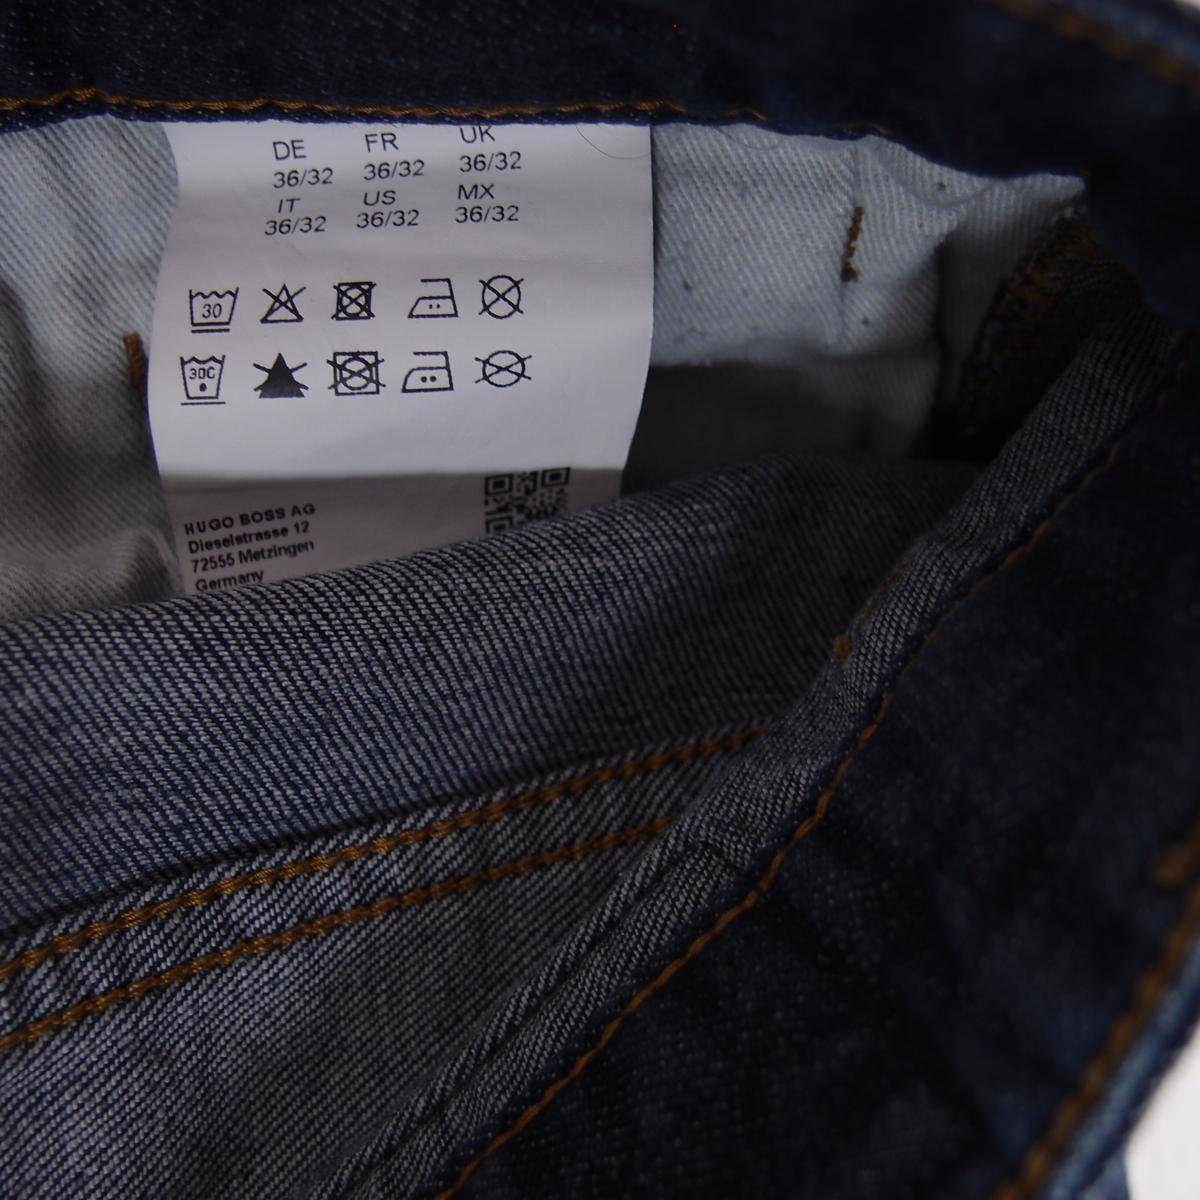 DE FR UK
36/32 36/32 36/32
IT US MX
36/32 36/32 36/32
30
30C
HUGO BOSS AG
Dieselstrasse 12
72555 Metzingen
Germany